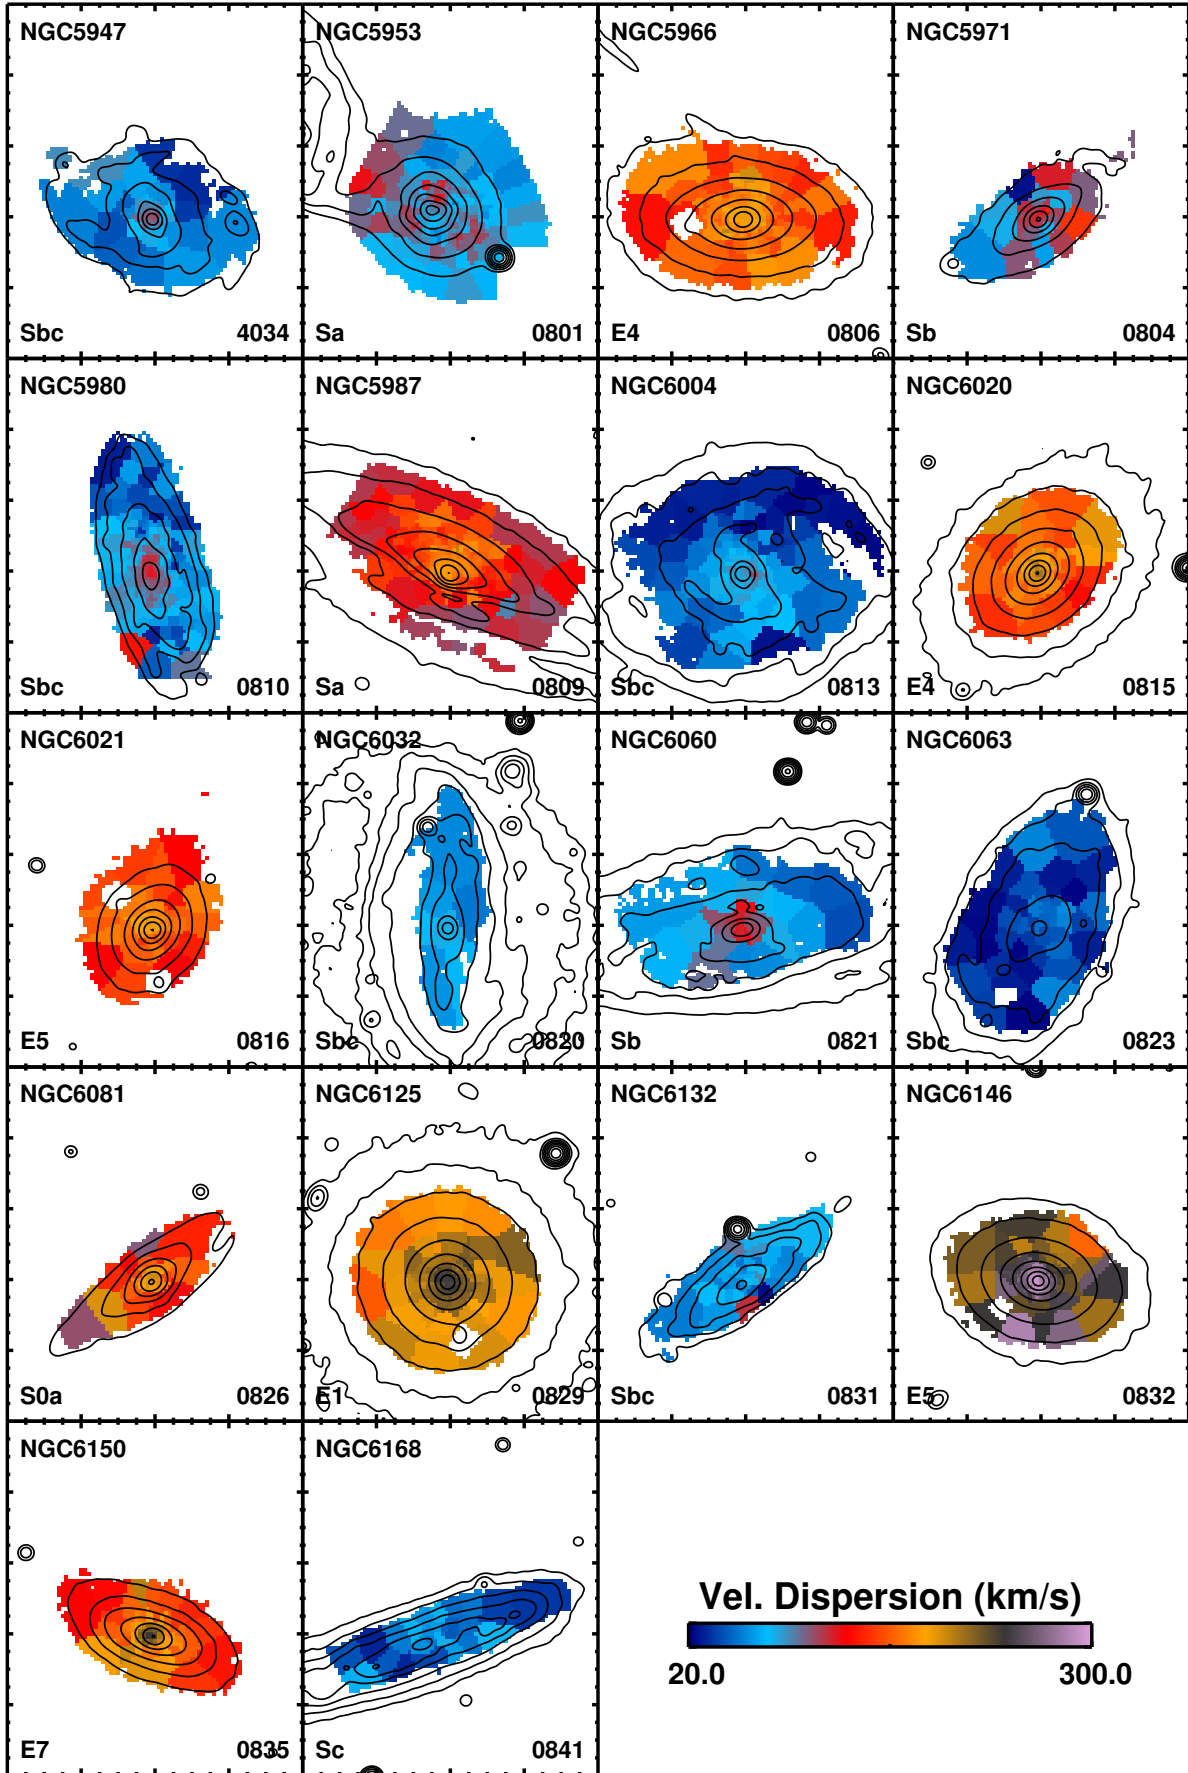 NGC5947 NGC5953 NGC5966 NGC5971
Sbc 4034 Sa 0801 E4 0806 Sb 0804
NGC5980 NGC5987 NGC6004 NGC6020
Sbc 0810 Sa 0809 Sbc 0813 E4 0815
NGC6021 NGC6032 NGC6060 NGC6063
E5 0816 Sbc 0820 Sb 0821 Sbc 0823
NGC6081 NGC6125 NGC6132 NGC6146
S0a 0826 E1 0829 Sbc 0831 E5 0832
NGC6150 NGC6168
Vel. Dispersion (km/s)
20.0 300.0
E7 0835 Sc 0841